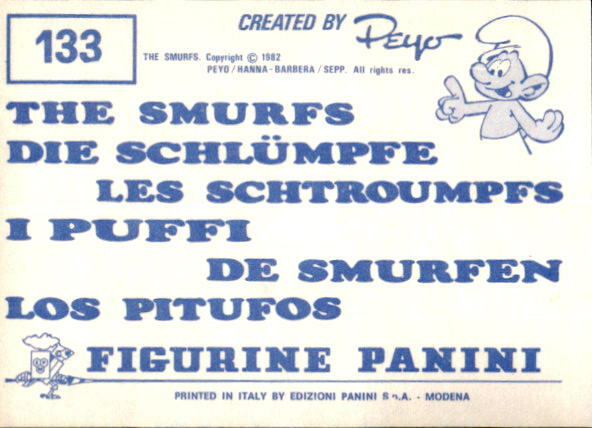 133
CREATED BY Peyo
THE SMURFS. Copyright © 1982
PEYO / HANNA-BARBERA / SEPP. All rights res.
THE SMURFS
DIE SCHLÜMPFE
LES SCHTROUMPFS
I PUFFI
DE SMURFEN
LOS PITUFOS
FIGURINE PANINI
PRINTED IN ITALY BY EDIZIONI PANINI S.p.A. - MODENA